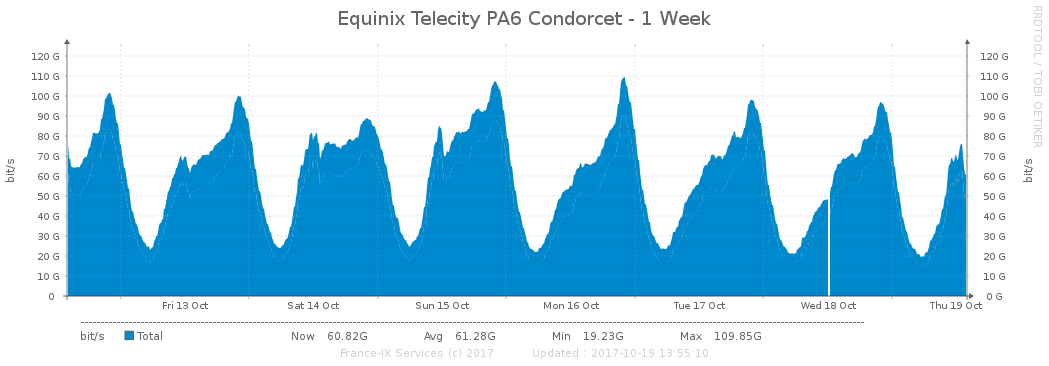 Equinix Telecity PA6 Condorcet - 1 Week
RRDTOOL / TOBI OETIKER
bit/s
120 G 120 G
110 G 110 G
100 G 100 G
90 G 90 G
80 G 80 G
70 G 70 G
60 G 60 G
50 G 50 G
40 G 40 G
30 G 30 G
20 G 20 G
10 G 10 G
0 0 G
bit/s
Fri 13 Oct Sat 14 Oct Sun 15 Oct Mon 16 Oct Tue 17 Oct Wed 18 Oct Thu 19 Oct
bit/s Total Now 60.82G Avg 61.28G Min 19.23G Max 109.85G
France-IX Services (c) 2017 Updated : 2017-10-19 13:55:10